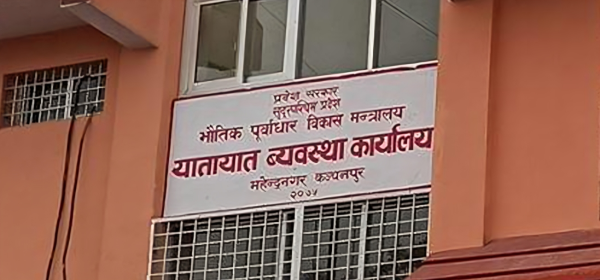 प्रदेश सरकार
सुदूरपश्चिम प्रदेश
भौतिक पूर्वाधार विकास मन्त्रालय
यातायात ब्यवस्था कार्यालय
महेन्द्रनगर कञ्चनपुर
२०७५